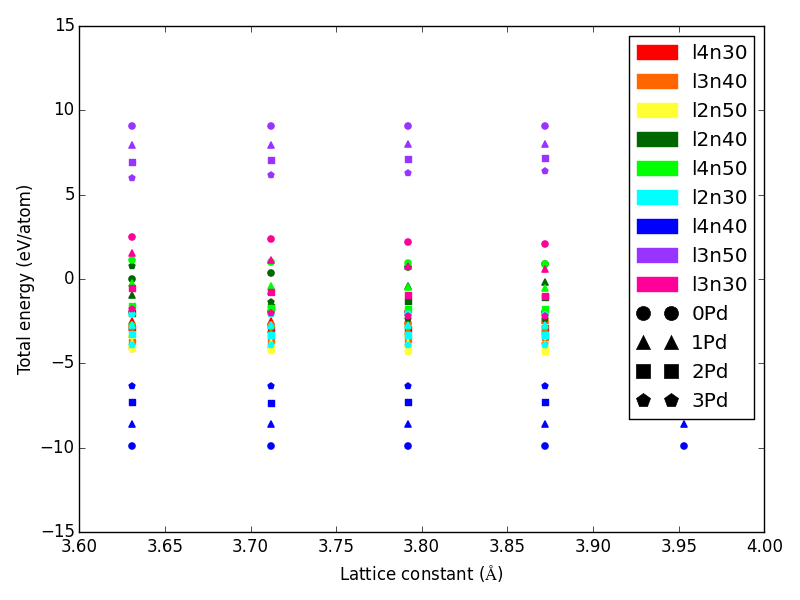 15
10
5
0
−5
−10
−15
Total energy (eV/atom)
3.60 3.65 3.70 3.75 3.80 3.85 3.90 3.95 4.00
Lattice constant (Å)
l4n30
l3n40
l2n50
l2n40
l4n50
l2n30
l4n40
l3n50
l3n30
0Pd
1Pd
2Pd
3Pd